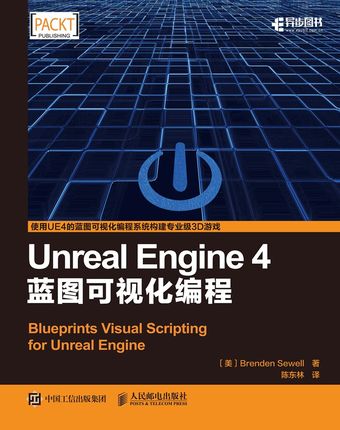 PACKT
PUBLISHING
异步图书
使用UE4的蓝图可视化编程系统构建专业级3D游戏
Unreal Engine 4
蓝图可视化编程
Blueprints Visual Scripting
for Unreal Engine
[美] Brenden Sewell 著
陈东林 译
中国工信出版集团
人民邮电出版社